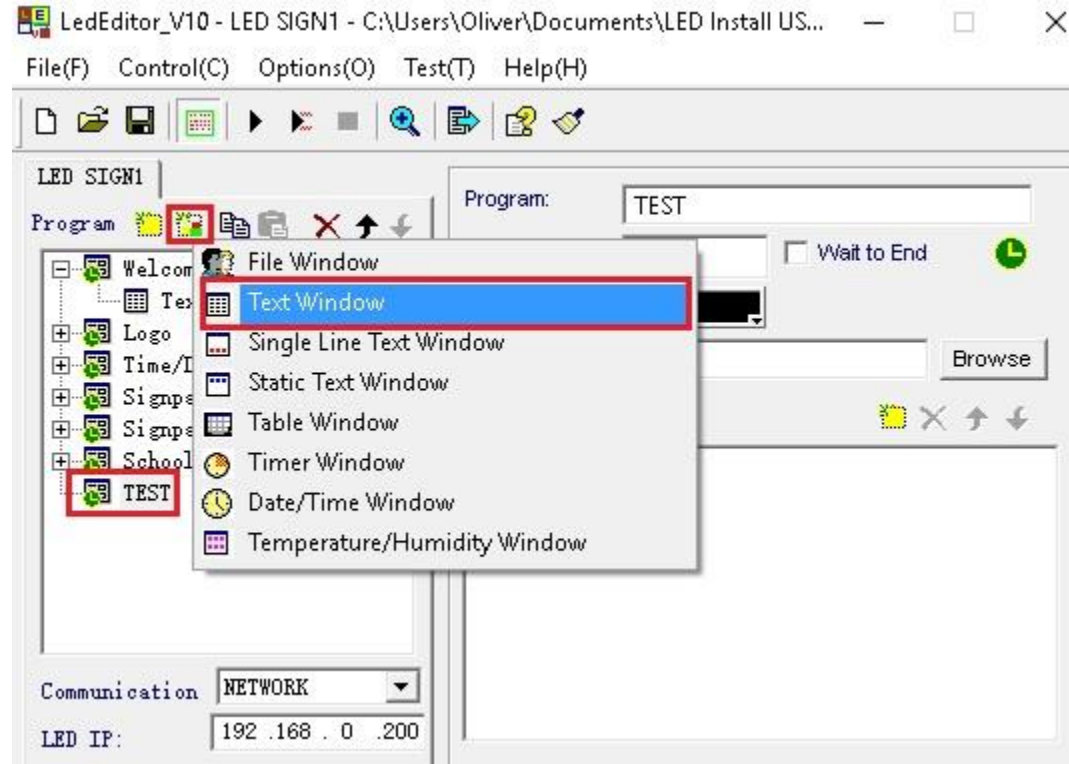 LedEditor_V10 - LED SIGN1 - C:\Users\Oliver\Documents\LED Install US...
File(F) Control(C) Options(O) Test(T) Help(H)
LED SIGN1
Program
Program: TEST
Wait to End
Browse
Welcom
Tex
Logo
Time/D
Signpa
Signpa
School
TEST
File Window
Text Window
Single Line Text Window
Static Text Window
Table Window
Timer Window
Date/Time Window
Temperature/Humidity Window
Communication NETWORK
LED IP: 192 .168 . 0 .200